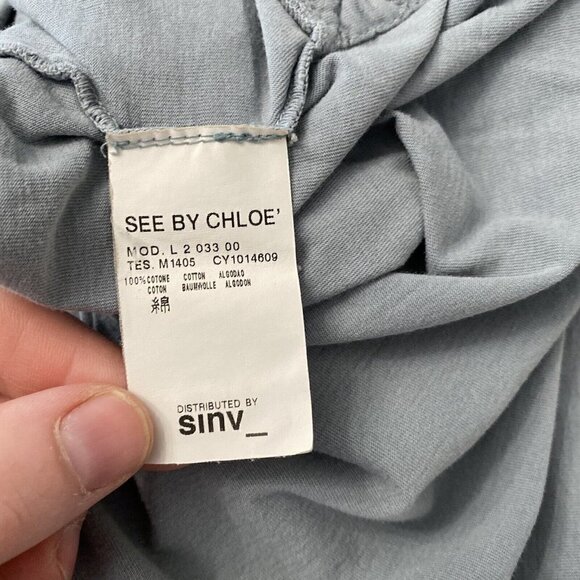 SEE BY CHLOE'
MOD. L 2 033 00
TES. M1405 CY1014609
100%COTONE COTTON ALGODAO
COTON BAUMWOLLE ALGODON
綿
DISTRIBUTED BY
sinv_